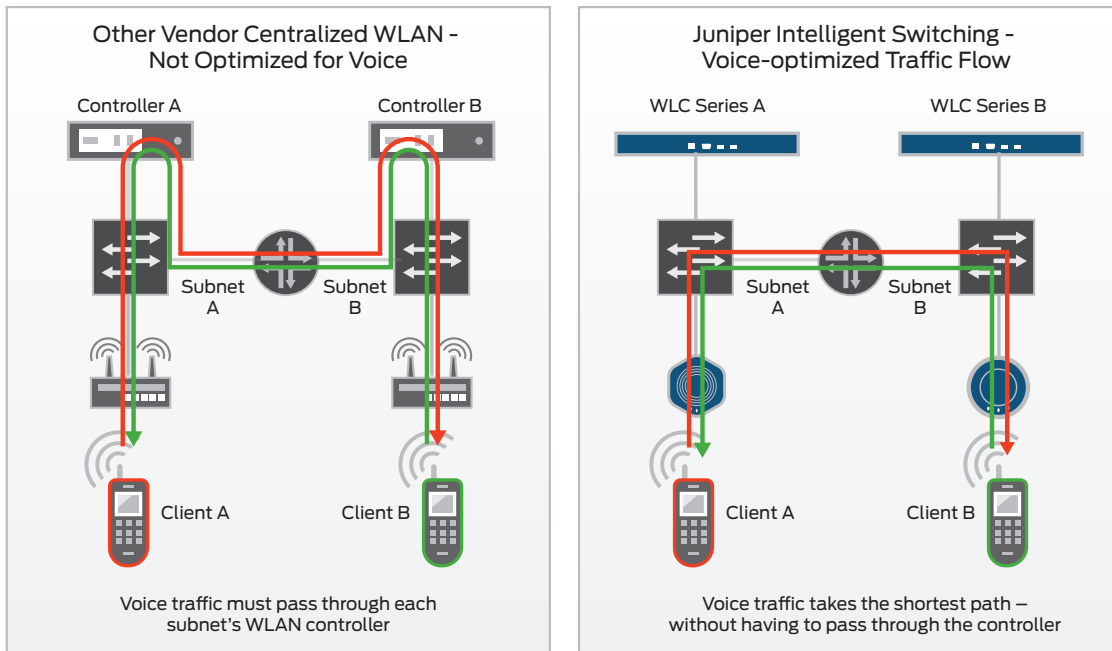 Other Vendor Centralized WLAN -
Not Optimized for Voice
Controller A
Controller B
Subnet
A
Subnet
B
Client A
Client B
Voice traffic must pass through each
subnet's WLAN controller
Juniper Intelligent Switching -
Voice-optimized Traffic Flow
WLC Series A
WLC Series B
Subnet
A
Subnet
B
Client A
Client B
Voice traffic takes the shortest path –
without having to pass through the controller